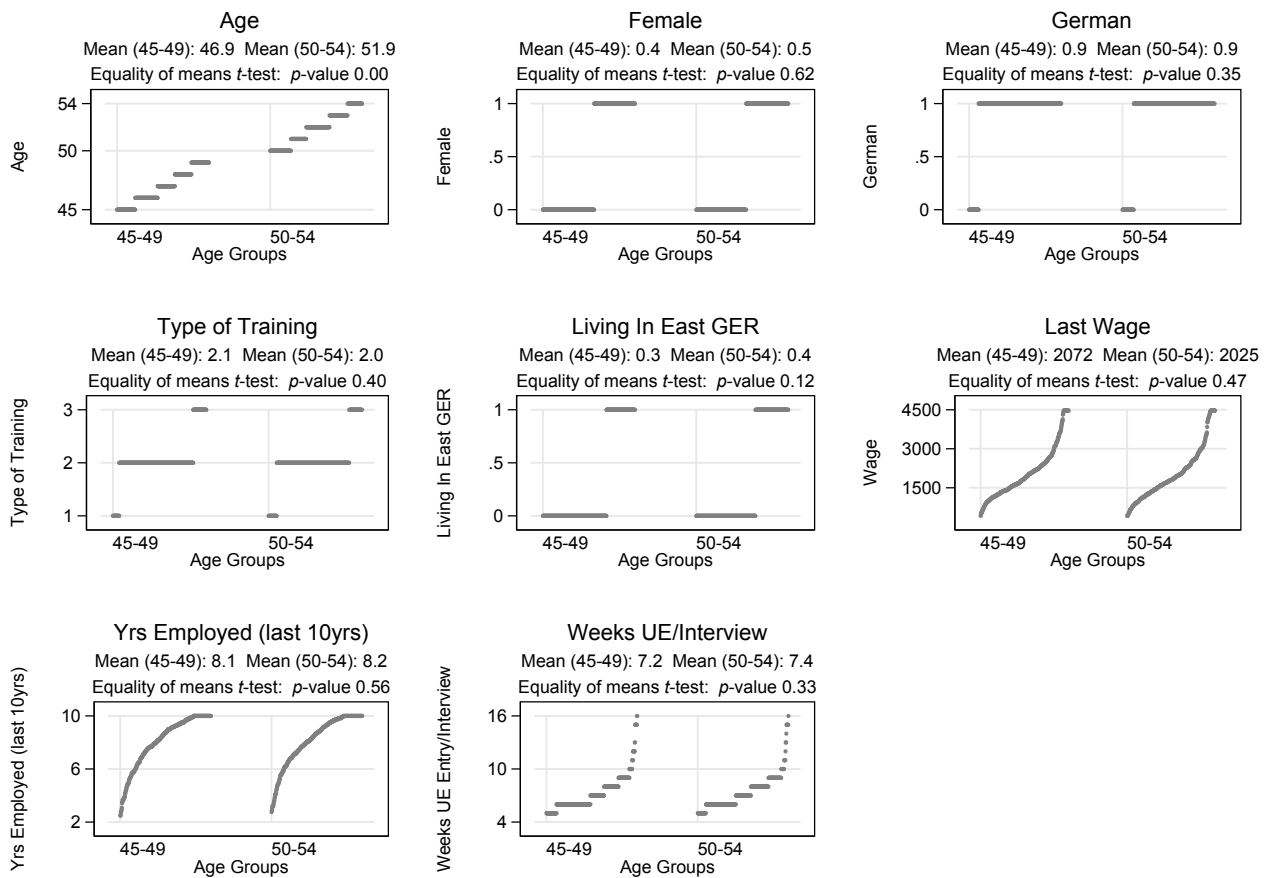 Age
Mean (45-49): 46.9 Mean (50-54): 51.9
Equality of means t-test: p-value 0.00
Age
54
50
45
45-49
50-54
Age Groups
Female
Mean (45-49): 0.4 Mean (50-54): 0.5
Equality of means t-test: p-value 0.62
Female
1
.5
0
45-49
50-54
Age Groups
German
Mean (45-49): 0.9 Mean (50-54): 0.9
Equality of means t-test: p-value 0.35
German
1
.5
0
45-49
50-54
Age Groups
Type of Training
Mean (45-49): 2.1 Mean (50-54): 2.0
Equality of means t-test: p-value 0.40
Type of Training
3
2
1
45-49
50-54
Age Groups
Living In East GER
Mean (45-49): 0.3 Mean (50-54): 0.4
Equality of means t-test: p-value 0.12
Living In East GER
1
.5
0
45-49
50-54
Age Groups
Last Wage
Mean (45-49): 2072 Mean (50-54): 2025
Equality of means t-test: p-value 0.47
Wage
4500
3000
1500
45-49
50-54
Age Groups
Yrs Employed (last 10yrs)
Mean (45-49): 8.1 Mean (50-54): 8.2
Equality of means t-test: p-value 0.56
Yrs Employed (last 10yrs)
10
6
2
45-49
50-54
Age Groups
Weeks UE/Interview
Mean (45-49): 7.2 Mean (50-54): 7.4
Equality of means t-test: p-value 0.33
Weeks UE Entry/Interview
16
10
4
45-49
50-54
Age Groups